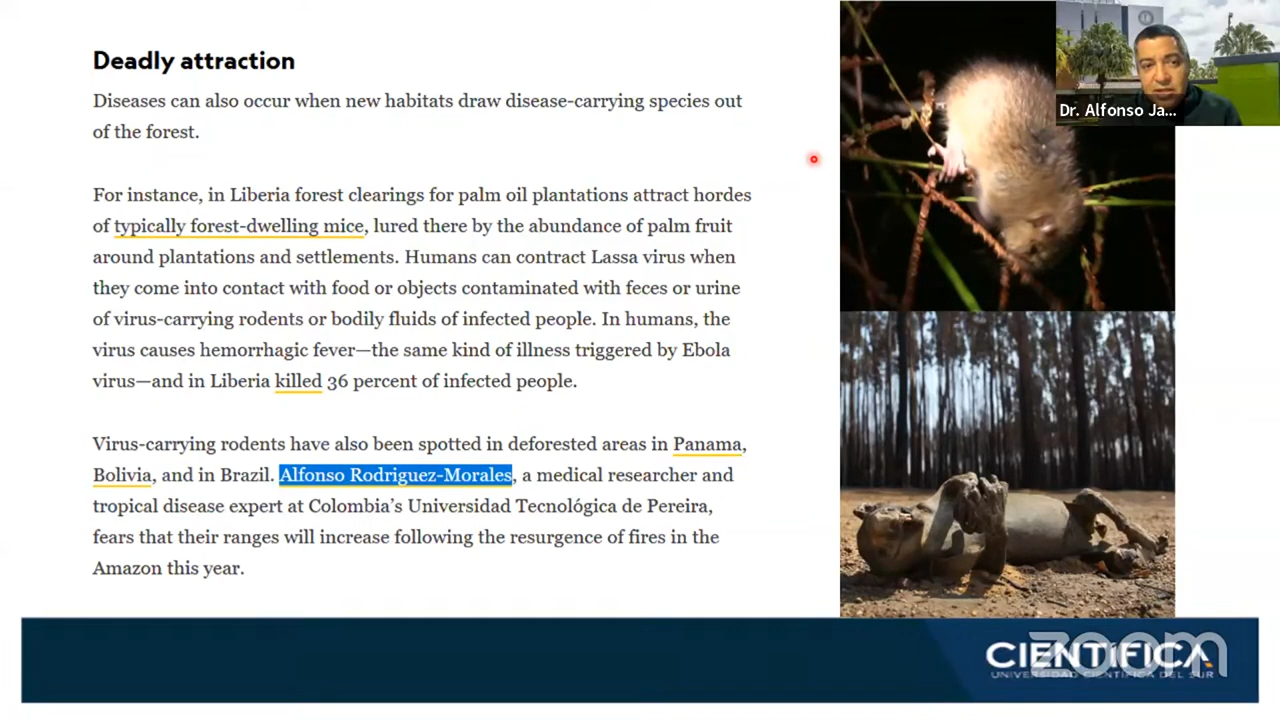 Deadly attraction
Diseases can also occur when new habitats draw disease-carrying species out
of the forest.
For instance, in Liberia forest clearings for palm oil plantations attract hordes
of typically forest-dwelling mice, lured there by the abundance of palm fruit
around plantations and settlements. Humans can contract Lassa virus when
they come into contact with food or objects contaminated with feces or urine
of virus-carrying rodents or bodily fluids of infected people. In humans, the
virus causes hemorrhagic fever—the same kind of illness triggered by Ebola
virus—and in Liberia killed 36 percent of infected people.
Virus-carrying rodents have also been spotted in deforested areas in Panama,
Bolivia, and in Brazil. Alfonso Rodriguez-Morales, a medical researcher and
tropical disease expert at Colombia’s Universidad Tecnológica de Pereira,
fears that their ranges will increase following the resurgence of fires in the
Amazon this year.
Dr. Alfonso Ja...
CIENTÍFICA
UNIVERSIDAD CIENTÍFICA DEL SUR
zoom